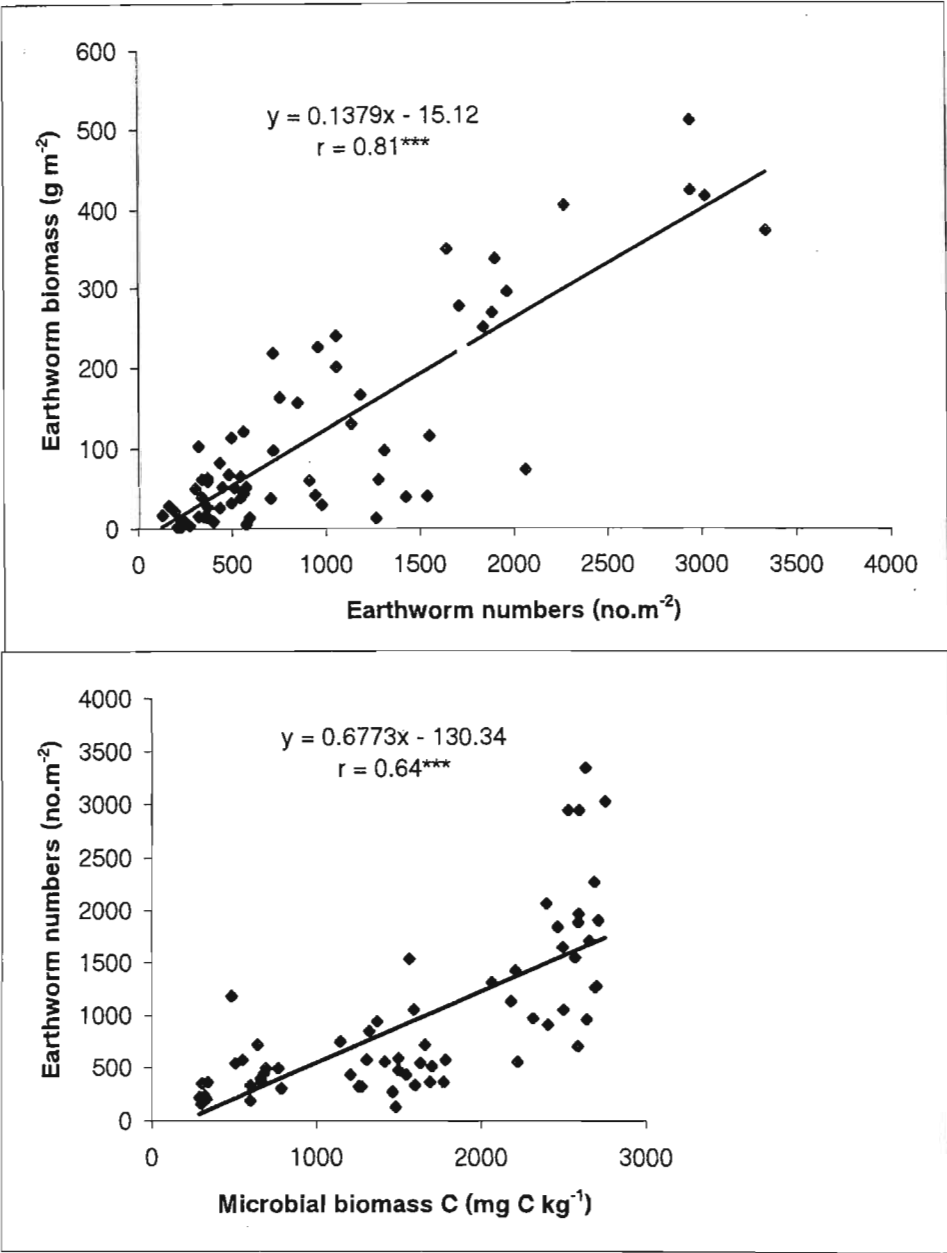 600
500
400
300
200
100
0
Earthworm biomass (g m⁻²)
y = 0.1379x - 15.12
r = 0.81***
0 500 1000 1500 2000 2500 3000 3500 4000
Earthworm numbers (no.m⁻²)
4000
3500
3000
2500
2000
1500
1000
500
0
Earthworm numbers (no.m⁻²)
y = 0.6773x - 130.34
r = 0.64***
0 1000 2000 3000
Microbial biomass C (mg C kg⁻¹)